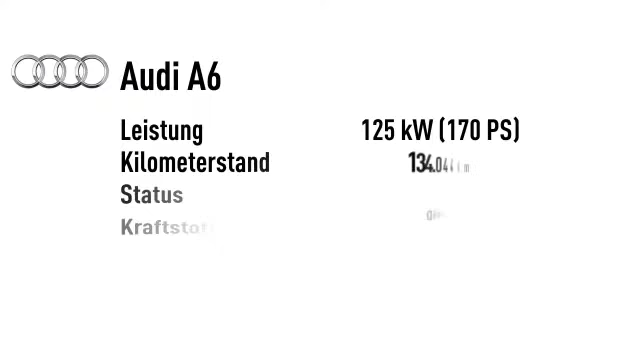 Audi A6
Leistung 125 kW (170 PS)
Kilometerstand
Status